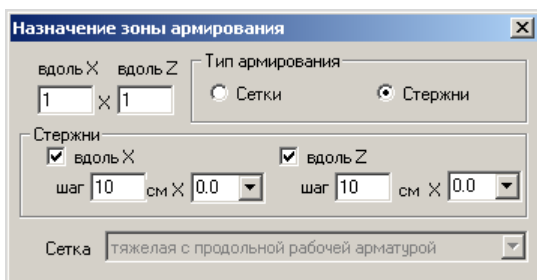 Назначение зоны армирования
вдоль X вдоль Z Тип армирования
1 X 1 Сетки Стержни
Стержни
вдоль X вдоль Z
шаг 10 см X 0.0 шаг 10 см X 0.0
Сетка тяжелая с продольной рабочей арматурой